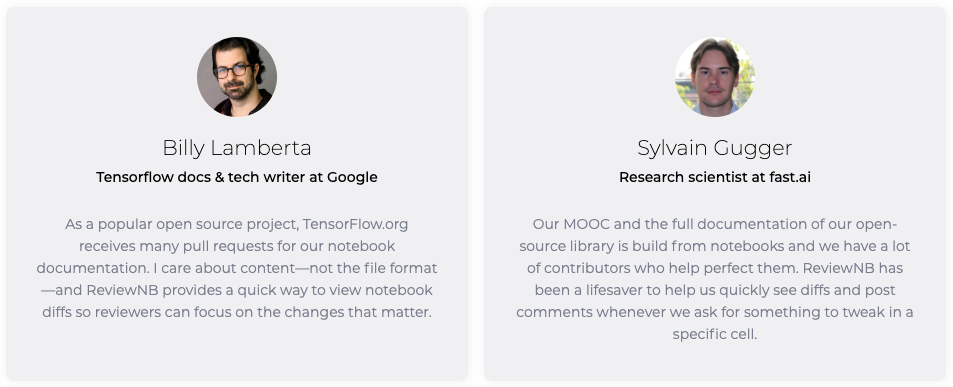 Billy Lamberta
Tensorflow docs & tech writer at Google
As a popular open source project, TensorFlow.org
receives many pull requests for our notebook
documentation. I care about content—not the file format
—and ReviewNB provides a quick way to view notebook
diffs so reviewers can focus on the changes that matter.
Sylvain Gugger
Research scientist at fast.ai
Our MOOC and the full documentation of our open-
source library is build from notebooks and we have a lot
of contributors who help perfect them. ReviewNB has
been a lifesaver to help us quickly see diffs and post
comments whenever we ask for something to tweak in a
specific cell.